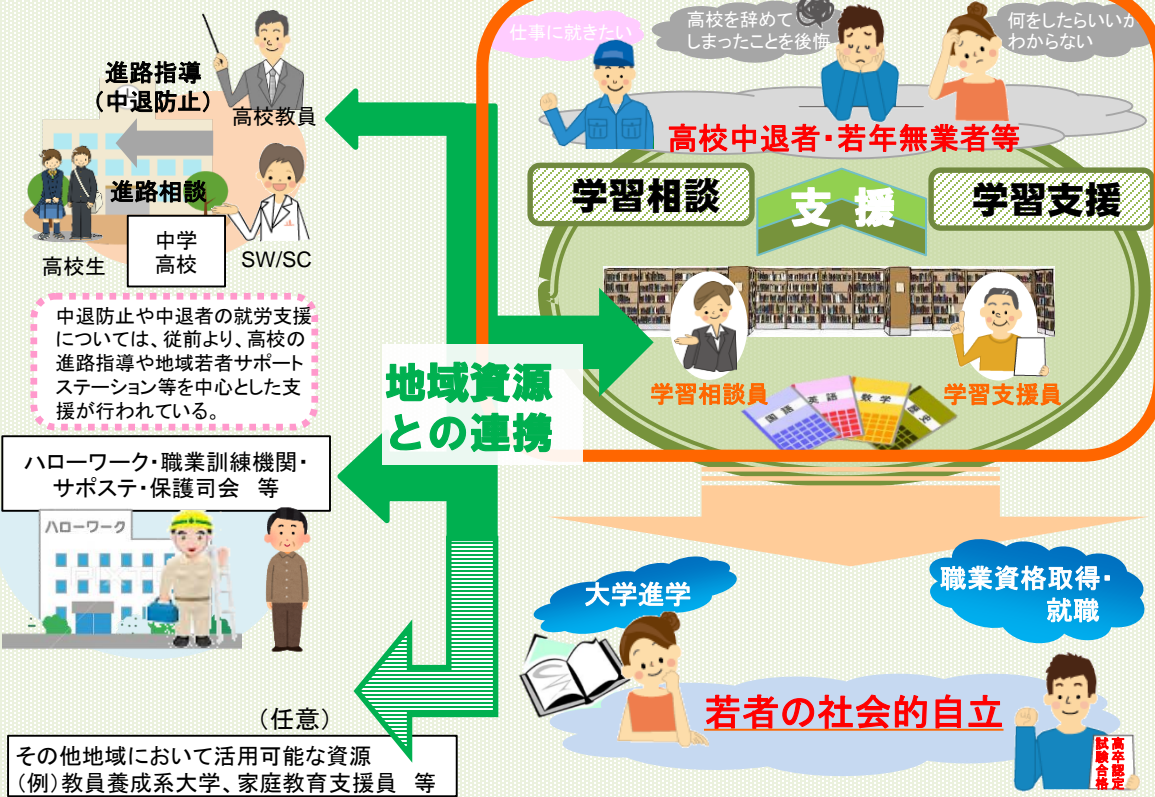 進路指導
(中退防止)
高校教員
進路相談
高校生
中学
高校
SW/SC
中退防止や中退者の就労支援
については、従前より、高校の
進路指導や地域若者サポート
ステーション等を中心とした支
援が行われている。
ハローワーク・職業訓練機関・
サポステ・保護司会 等
ハローワーク
(任意)
その他地域において活用可能な資源
(例)教員養成系大学、家庭教育支援員 等
地域資源
との連携
仕事に就きたい
高校を辞めて
しまったことを後悔
何をしたらいいか
わからない
高校中退者・若年無業者等
学習相談
支援
学習支援
学習相談員
学習支援員
国語
英語
数学
歴史
大学進学
職業資格取得・
就職
若者の社会的自立
高卒認定
試験合格